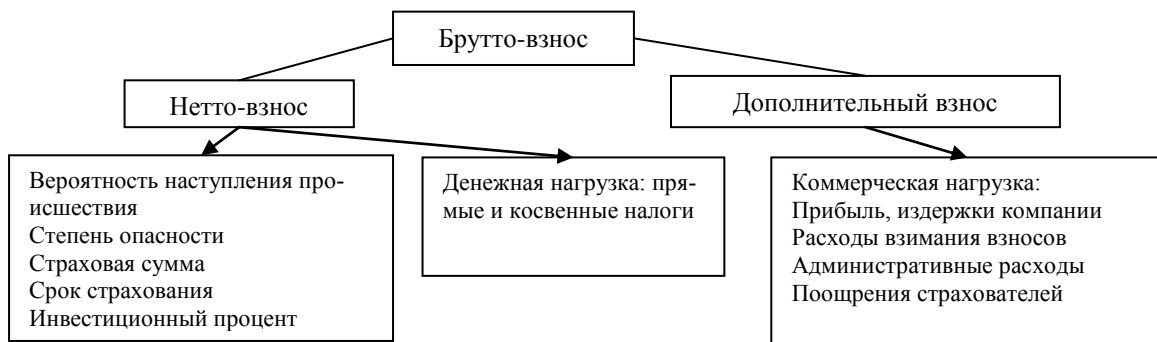 Брутто-взнос
Нетто-взнос
Дополнительный взнос
Вероятность наступления про-
исшествия
Степень опасности
Страховая сумма
Срок страхования
Инвестиционный процент
Денежная нагрузка: пря-
мые и косвенные налоги
Коммерческая нагрузка:
Прибыль, издержки компании
Расходы взимания взносов
Административные расходы
Поощрения страхователей